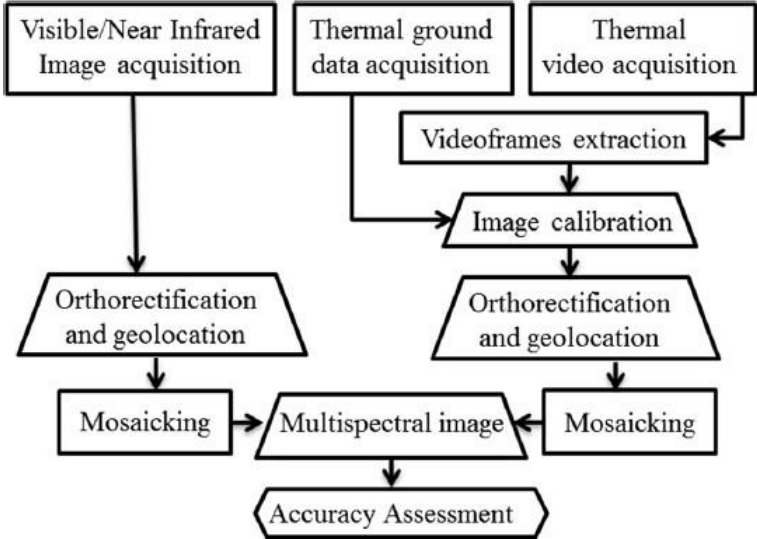 Visible/Near Infrared
Image acquisition
Thermal ground
data acquisition
Thermal
video acquisition
Videoframes extraction
Image calibration
Orthorectification
and geolocation
Orthorectification
and geolocation
Mosaicking
Multispectral image
Mosaicking
Accuracy Assessment